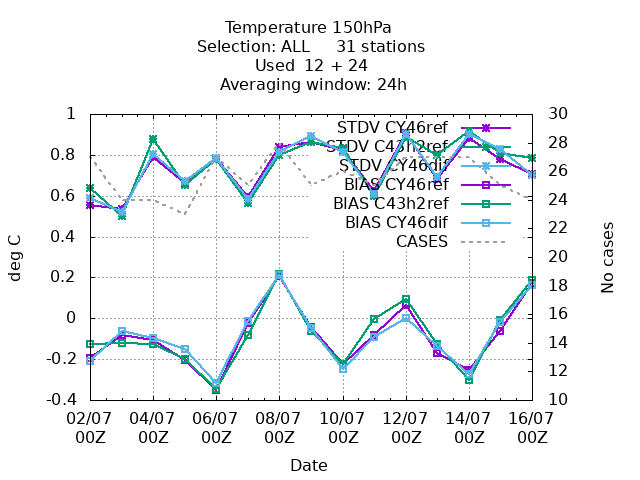 Temperature 150hPa
Selection: ALL 31 stations
Used 12 + 24
Averaging window: 24h
STDV CY46ref
STDV C43h2ref
STDV CY46dif
BIAS CY46ref
BIAS C43h2ref
BIAS CY46dif
CASES
1
0.8
0.6
0.4
0.2
0
-0.2
-0.4
deg C
30
28
26
24
22
20
18
16
14
12
10
No cases
02/07 04/07 06/07 08/07 10/07 12/07 14/07 16/07
00Z 00Z 00Z 00Z 00Z 00Z 00Z 00Z
Date